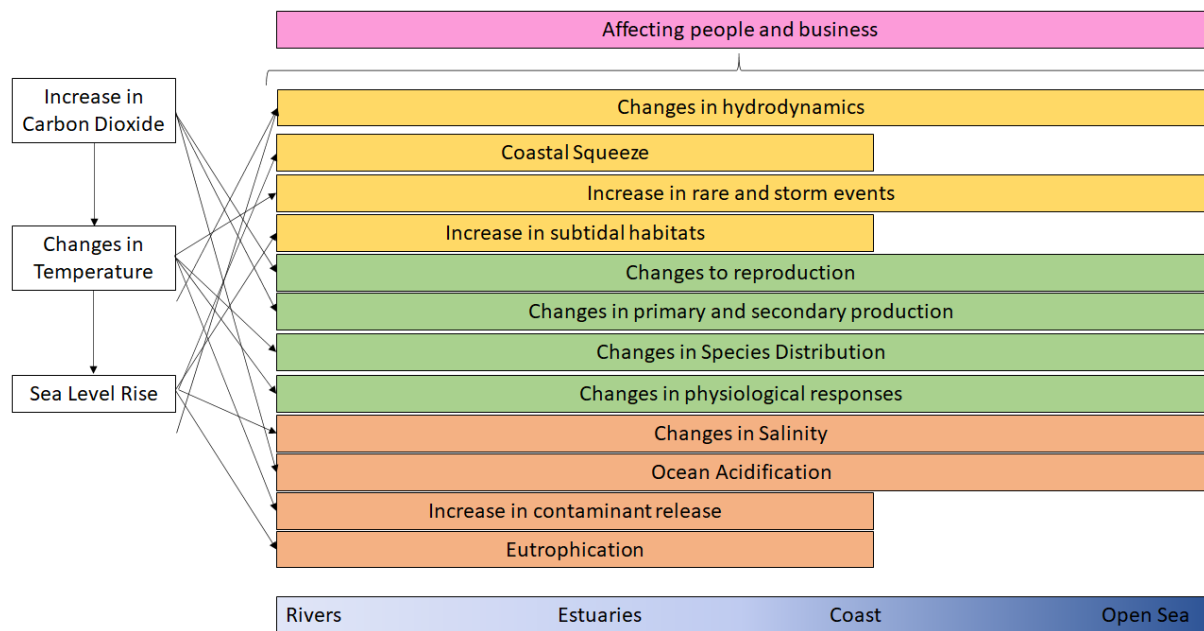 Affecting people and business
Increase in
Carbon Dioxide
Changes in
Temperature
Sea Level Rise
Changes in hydrodynamics
Coastal Squeeze
Increase in rare and storm events
Increase in subtidal habitats
Changes to reproduction
Changes in primary and secondary production
Changes in Species Distribution
Changes in physiological responses
Changes in Salinity
Ocean Acidification
Increase in contaminant release
Eutrophication
Rivers Estuaries Coast Open Sea